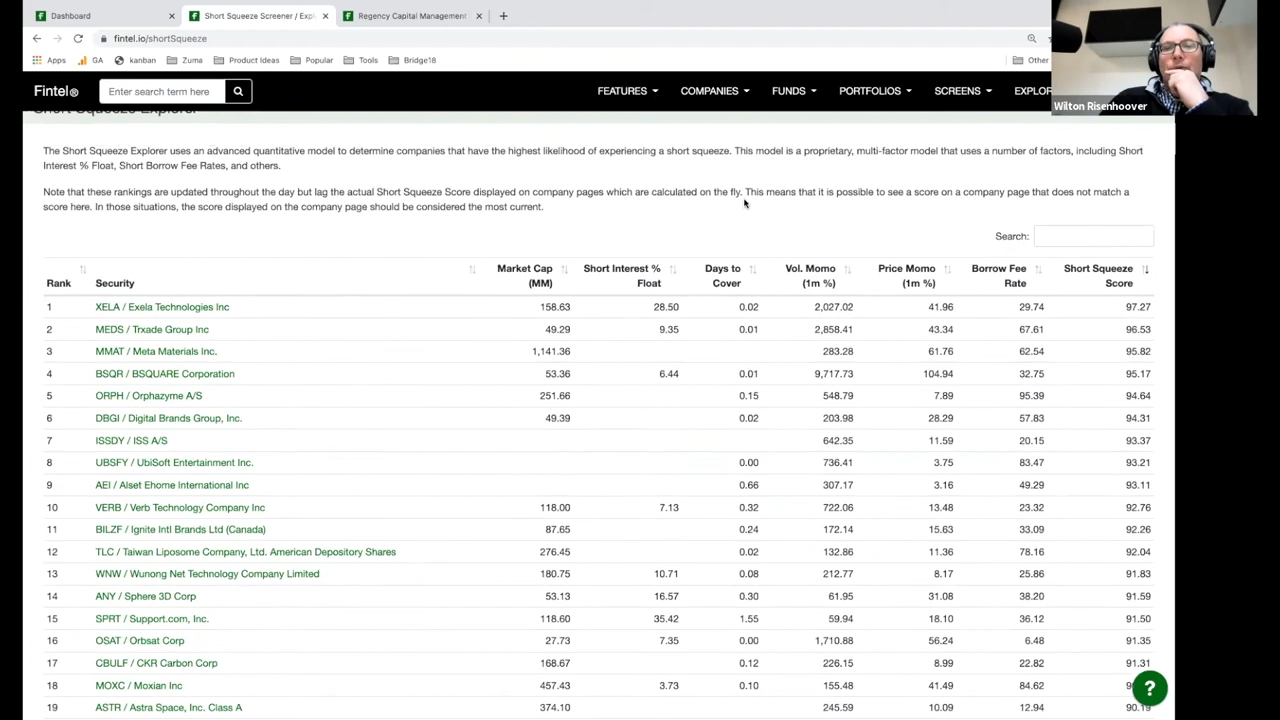 Dashboard
Short Squeeze Screener / Expl
Regency Capital Management
fintel.io/shortSqueeze
Apps GA kanban Zuma Product Ideas Popular Tools Bridge18 Other
Fintel Enter search term here FEATURES COMPANIES FUNDS PORTFOLIOS SCREENS EXPLOR
Wilton Risenhoover
Short Squeeze Explorer
The Short Squeeze Explorer uses an advanced quantitative model to determine companies that have the highest likelihood of experiencing a short squeeze. This model is a proprietary, multi-factor model that uses a number of factors, including Short
Interest % Float, Short Borrow Fee Rates, and others.
Note that these rankings are updated throughout the day but lag the actual Short Squeeze Score displayed on company pages which are calculated on the fly. This means that it is possible to see a score on a company page that does not match a
score here. In those situations, the score displayed on the company page should be considered the most current.
Search:
Rank Security Market Cap (MM) Short Interest % Float Days to Cover Vol. Momo (1m %) Price Momo (1m %) Borrow Fee Rate Short Squeeze Score
1 XELA / Exela Technologies Inc 158.63 28.50 0.02 2,027.02 41.96 29.74 97.27
2 MEDS / Trxade Group Inc 49.29 9.35 0.01 2,858.41 43.34 67.61 96.53
3 MMAT / Meta Materials Inc. 1,141.36 283.28 61.76 62.54 95.82
4 BSQR / BSQUARE Corporation 53.36 6.44 0.01 9,717.73 104.94 32.75 95.17
5 ORPH / Orphazyme A/S 251.66 0.15 548.79 7.89 95.39 94.64
6 DBGI / Digital Brands Group, Inc. 49.39 0.02 203.98 28.29 57.83 94.31
7 ISSDY / ISS A/S 642.35 11.59 20.15 93.37
8 UBSFY / UbiSoft Entertainment Inc. 0.00 736.41 3.75 83.47 93.21
9 AEI / Alset Ehome International Inc 0.66 307.17 3.16 49.29 93.11
10 VERB / Verb Technology Company Inc 118.00 7.13 0.32 722.06 13.48 23.32 92.76
11 BILZF / Ignite Intl Brands Ltd (Canada) 87.65 0.24 172.14 15.63 33.09 92.26
12 TLC / Taiwan Liposome Company, Ltd. American Depository Shares 276.45 0.02 132.86 11.36 78.16 92.04
13 WNW / Wunong Net Technology Company Limited 180.75 10.71 0.08 212.77 8.17 25.86 91.83
14 ANY / Sphere 3D Corp 53.13 16.57 0.30 61.95 31.08 38.20 91.59
15 SPRT / Support.com, Inc. 118.60 35.42 1.55 59.94 18.10 36.12 91.50
16 OSAT / Orbsat Corp 27.73 7.35 0.00 1,710.88 56.24 6.48 91.35
17 CBULF / CKR Carbon Corp 168.67 0.12 226.15 8.99 22.82 91.31
18 MOXC / Moxian Inc 457.43 3.73 0.10 155.48 41.49 84.62
19 ASTR / Astra Space, Inc. Class A 374.10 245.59 10.09 12.94 90.19
?